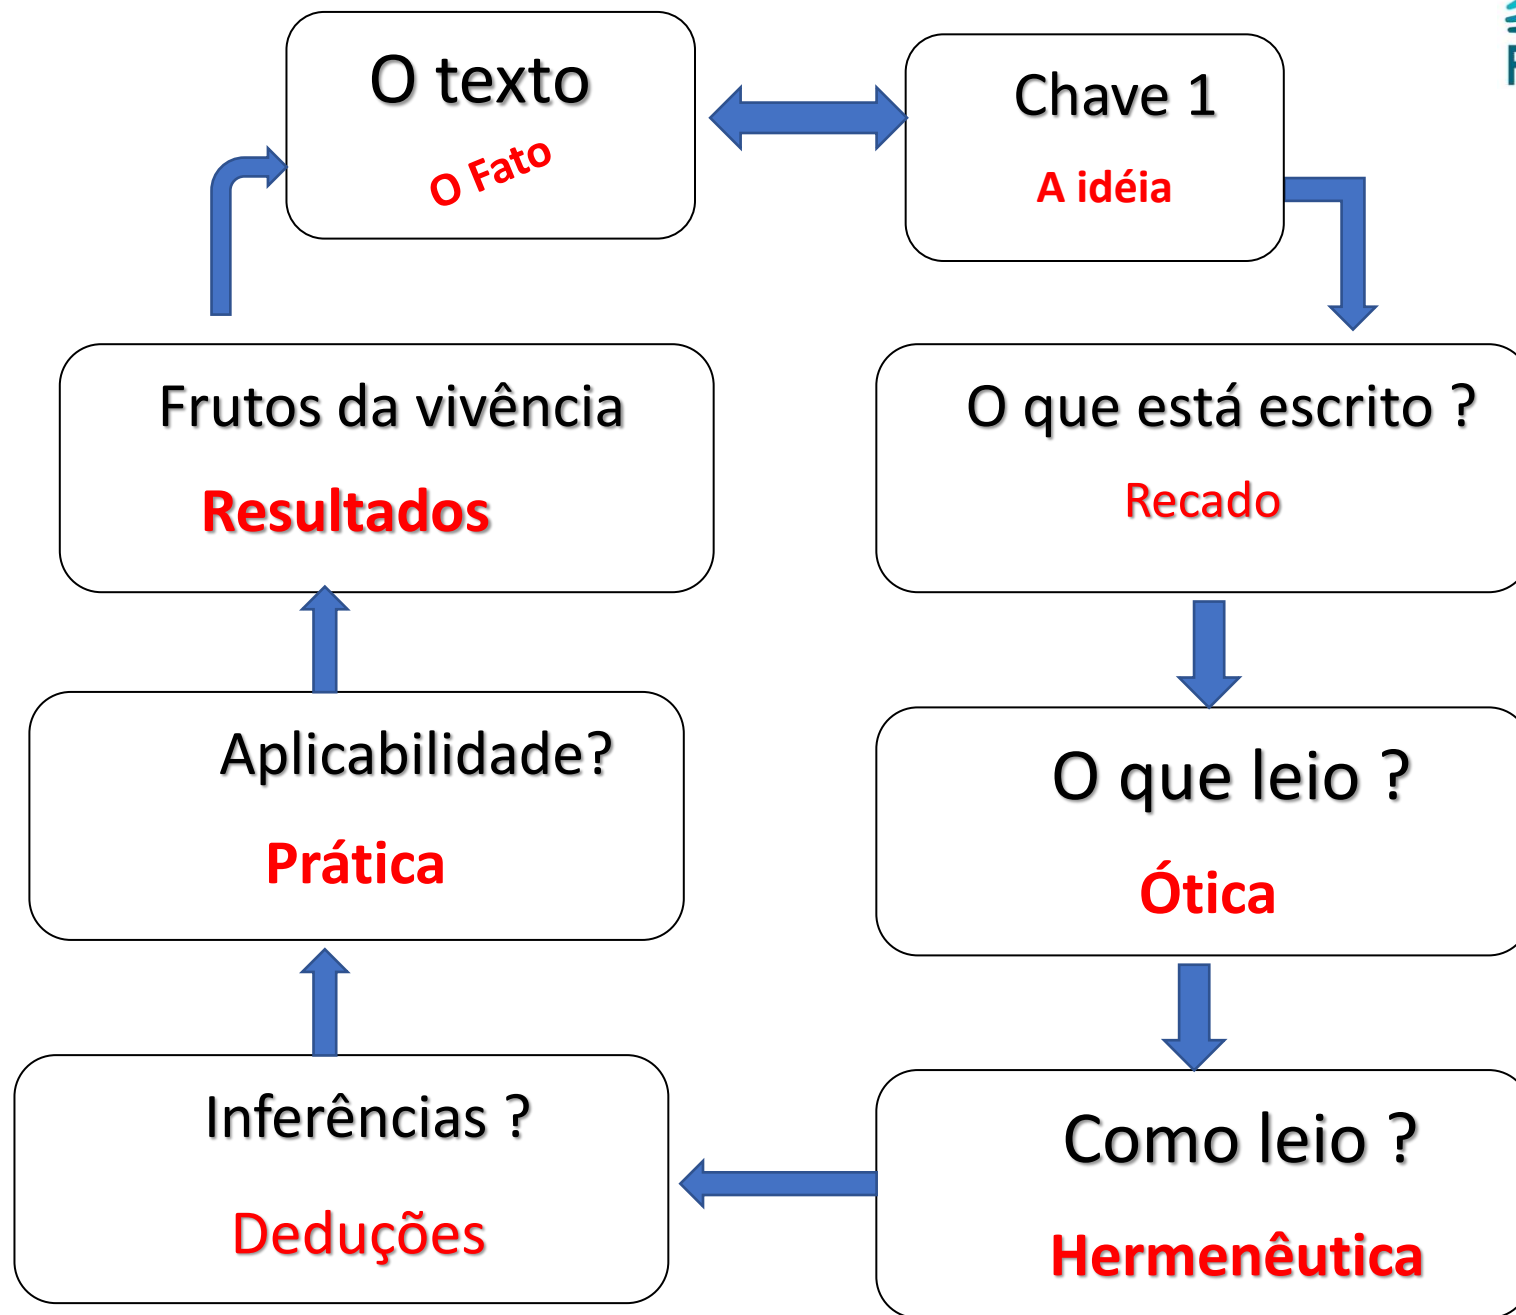 O texto
O Fato
Chave 1
A idéia
O que está escrito ?
Recado
O que leio ?
Ótica
Como leio ?
Hermenêutica
Inferências ?
Deduções
Aplicabilidade?
Prática
Frutos da vivência
Resultados